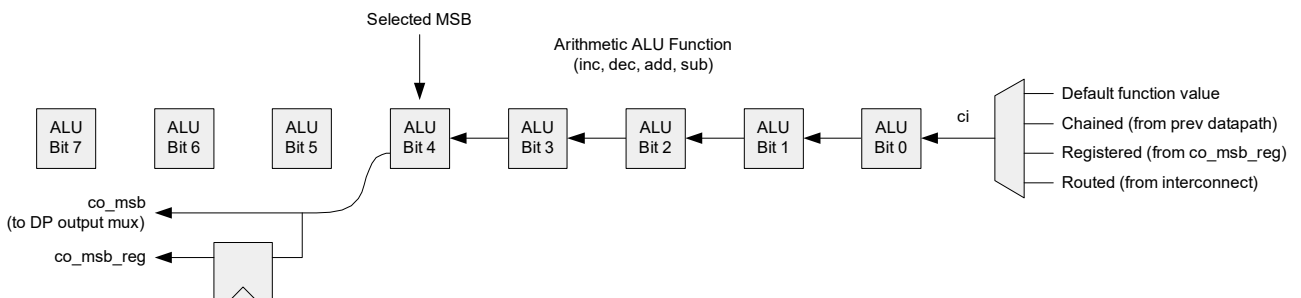 Selected MSB
Arithmetic ALU Function
(inc, dec, add, sub)
ALU
Bit 7
ALU
Bit 6
ALU
Bit 5
ALU
Bit 4
ALU
Bit 3
ALU
Bit 2
ALU
Bit 1
ALU
Bit 0
ci
Default function value
Chained (from prev datapath)
Registered (from co_msb_reg)
Routed (from interconnect)
co_msb
(to DP output mux)
co_msb_reg